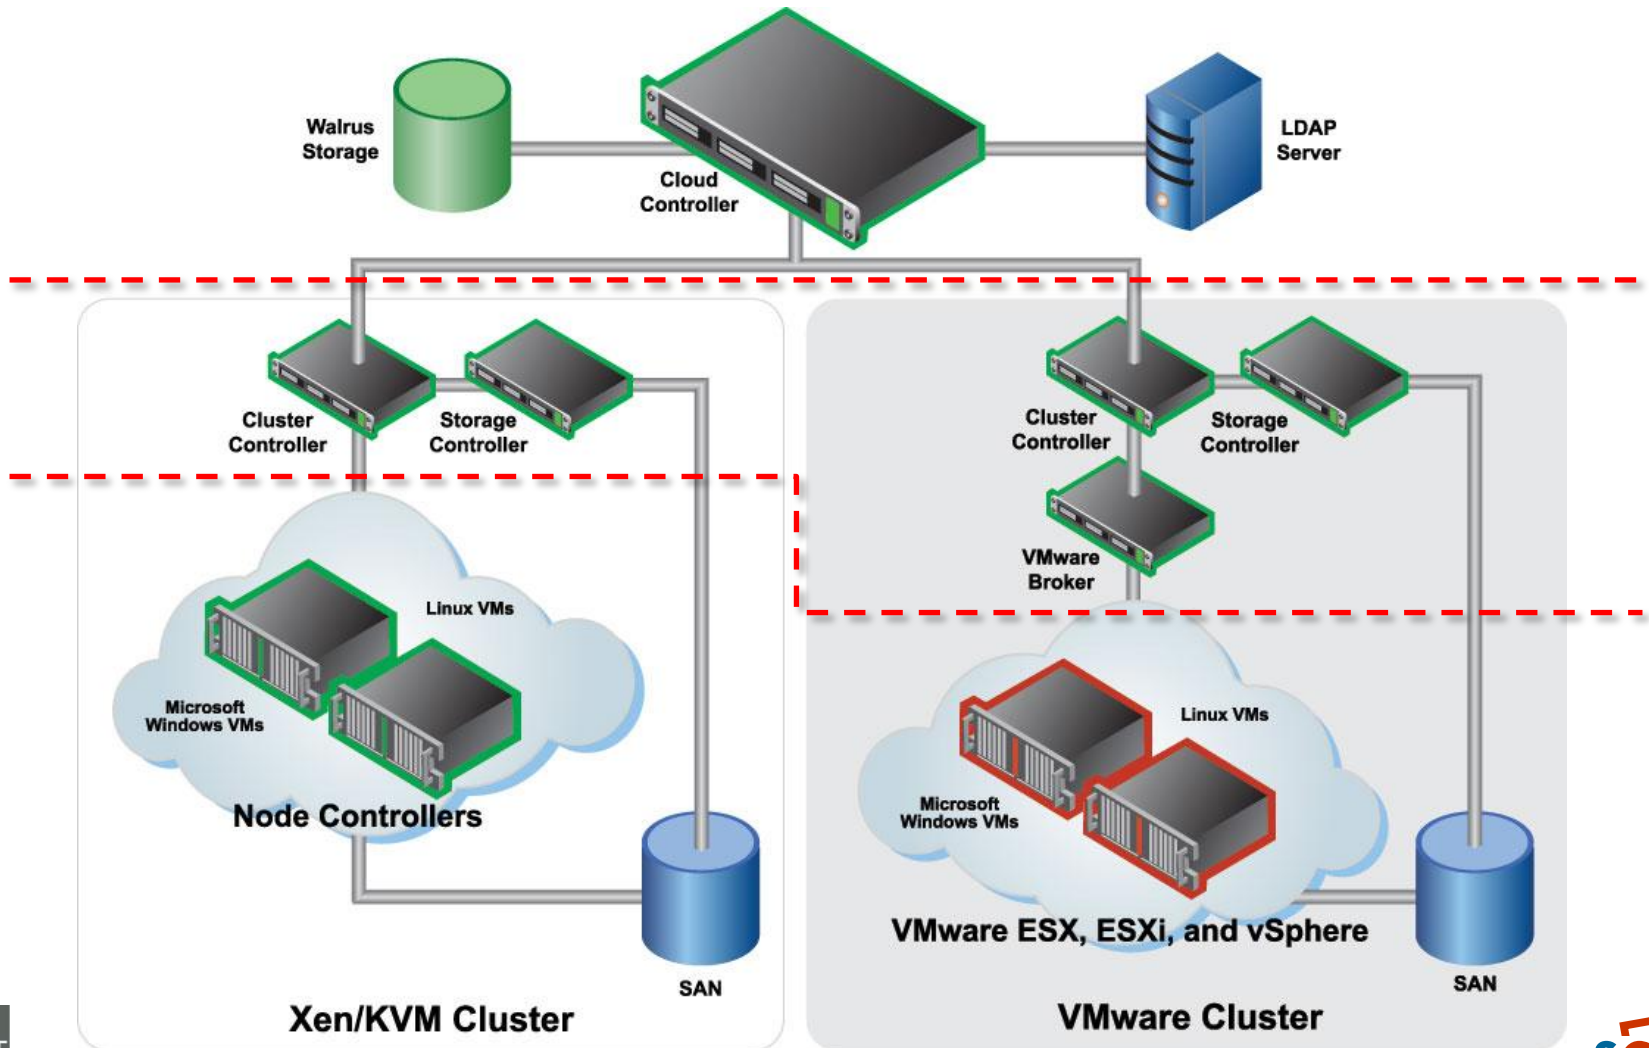 Walrus
Storage
Cloud
Controller
LDAP
Server
Cluster
Controller
Storage
Controller
Cluster
Controller
Storage
Controller
VMware
Broker
Linux VMs
Microsoft
Windows VMs
Node Controllers
Linux VMs
Microsoft
Windows VMs
VMware ESX, ESXi, and vSphere
SAN
SAN
Xen/KVM Cluster
VMware Cluster